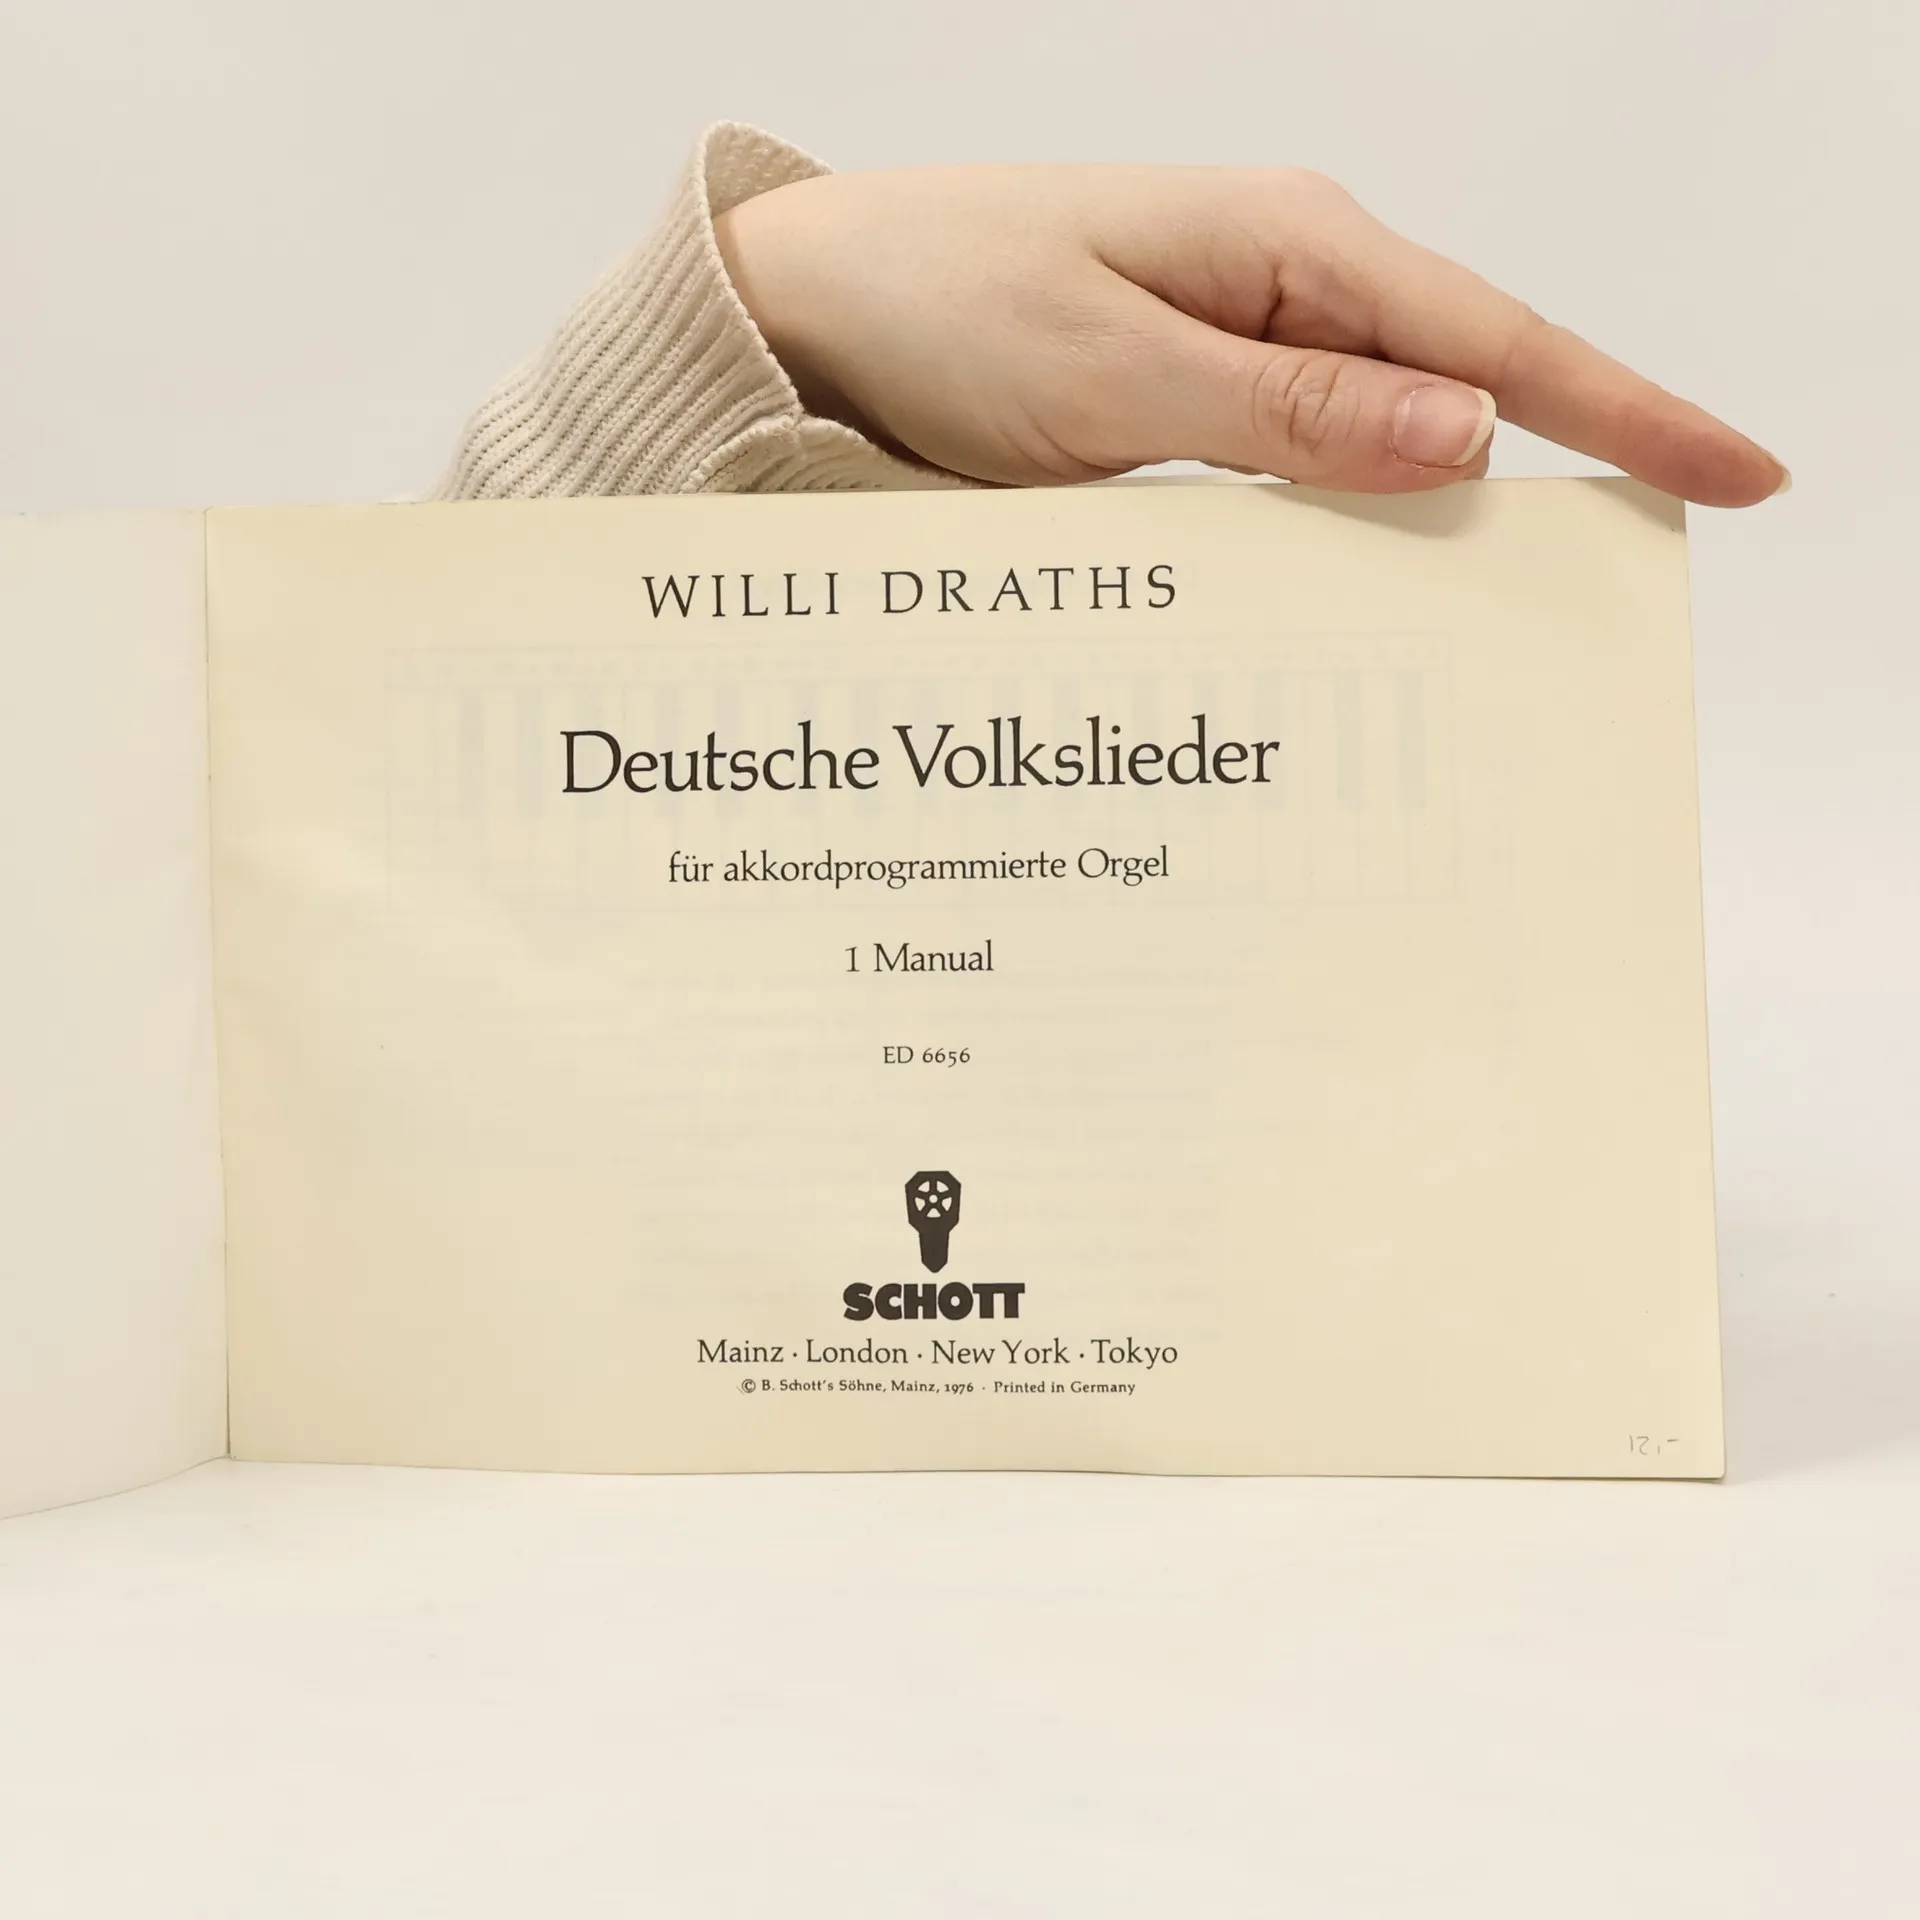 WILLI DRATHS
Deutsche Volkslieder
für akkordprogrammierte Orgel
1 Manual
ED 6656
SCHOTT
Mainz · London · New York · Tokyo
© B. Schott's Söhne, Mainz, 1976 · Printed in Germany
12,-